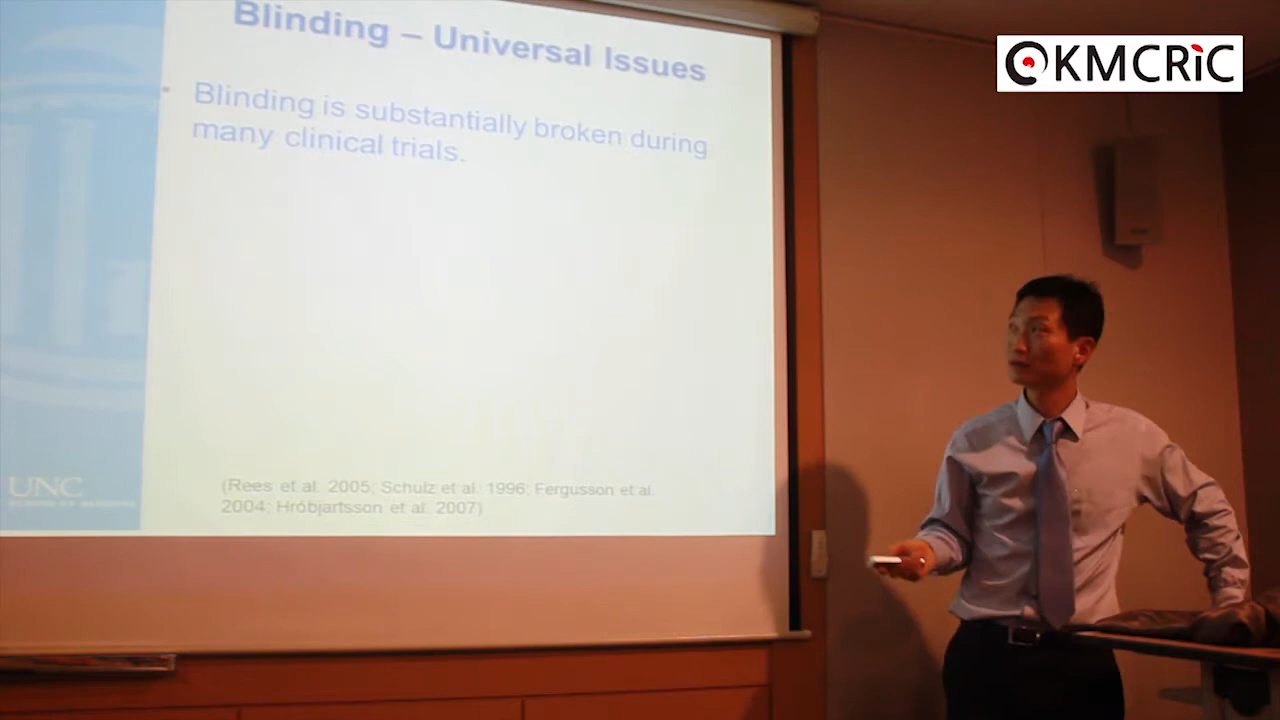 KMCRiC
Blinding – Universal Issues
• Blinding is substantially broken during
many clinical trials.
(Rees et al. 2005; Schulz et al. 1996; Fergusson et al.
2004; Hróbjartsson et al. 2007)
UNC